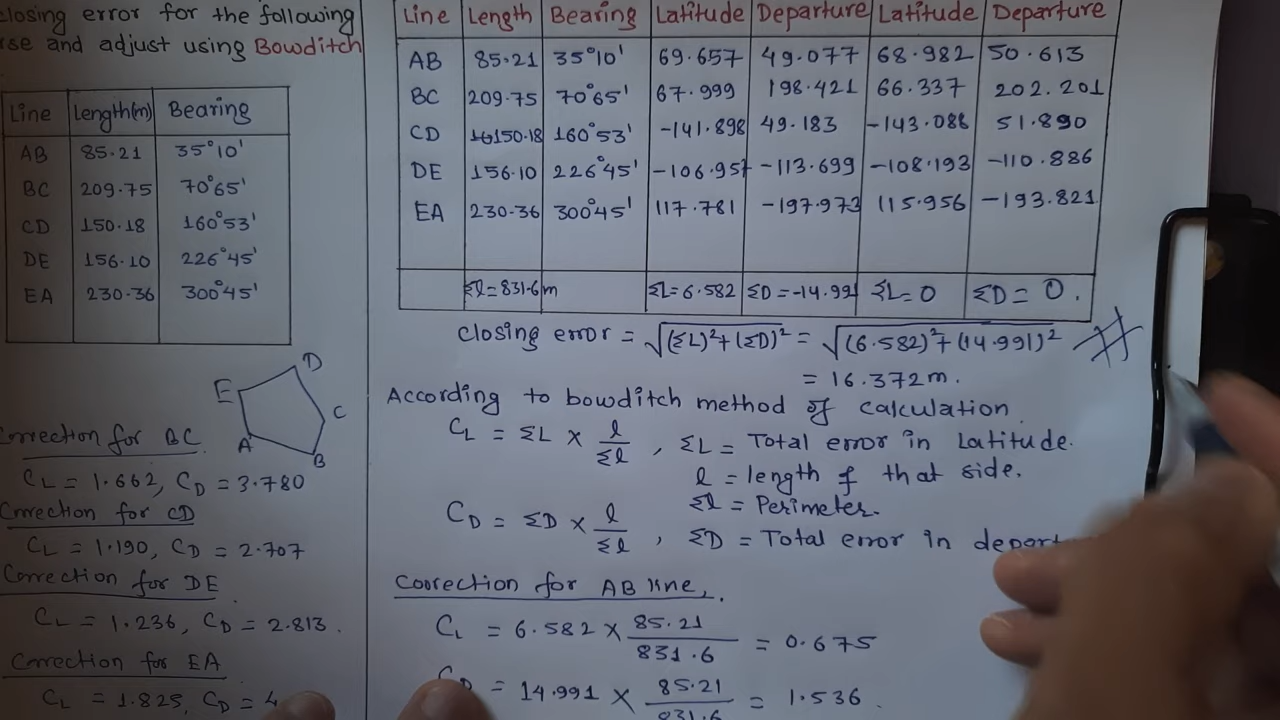 closing error for the following
rse and adjust using Bowditch
Line Length(m) Bearing
AB 85.21 35°10'
BC 209.75 70°65'
CD 150.18 160°53'
DE 156.10 226°45'
EA 230.36 300°45'
E D C A B
Correction for BC
CL = 1.662, CD = 3.780
Correction for CD
CL = 1.190, CD = 2.707
Correction for DE
CL = 1.236, CD = 2.813.
Correction for EA
CL = 1.825, CD = 4
Line Length Bearing Latitude Departure Latitude Departure
AB 85.21 35°10' 69.657 49.077 68.982 50.613
BC 209.75 70°65' 67.999 198.421 66.337 202.201
CD 150.18 160°53' -141.898 49.183 -143.088 51.890
DE 156.10 226°45' -106.957 -113.699 -108.193 -110.886
EA 230.36 300°45' 117.781 -197.973 115.956 -193.821
Σl = 831.6m ΣL = 6.582 ΣD = -14.991 ΣL = 0 ΣD = 0.
Closing error = √(ΣL)²+(ΣD)² = √(6.582)²+(14.991)²
= 16.372m.
According to bowditch method of calculation
CL = ΣL × l/Σl , ΣL = Total error in Latitude.
l = length of that side.
Σl = Perimeter.
CD = ΣD × l/Σl , ΣD = Total error in depart
Correction for AB line,.
CL = 6.582 × 85.21/831.6 = 0.675
CD = 14.991 × 85.21/831.6 = 1.536.